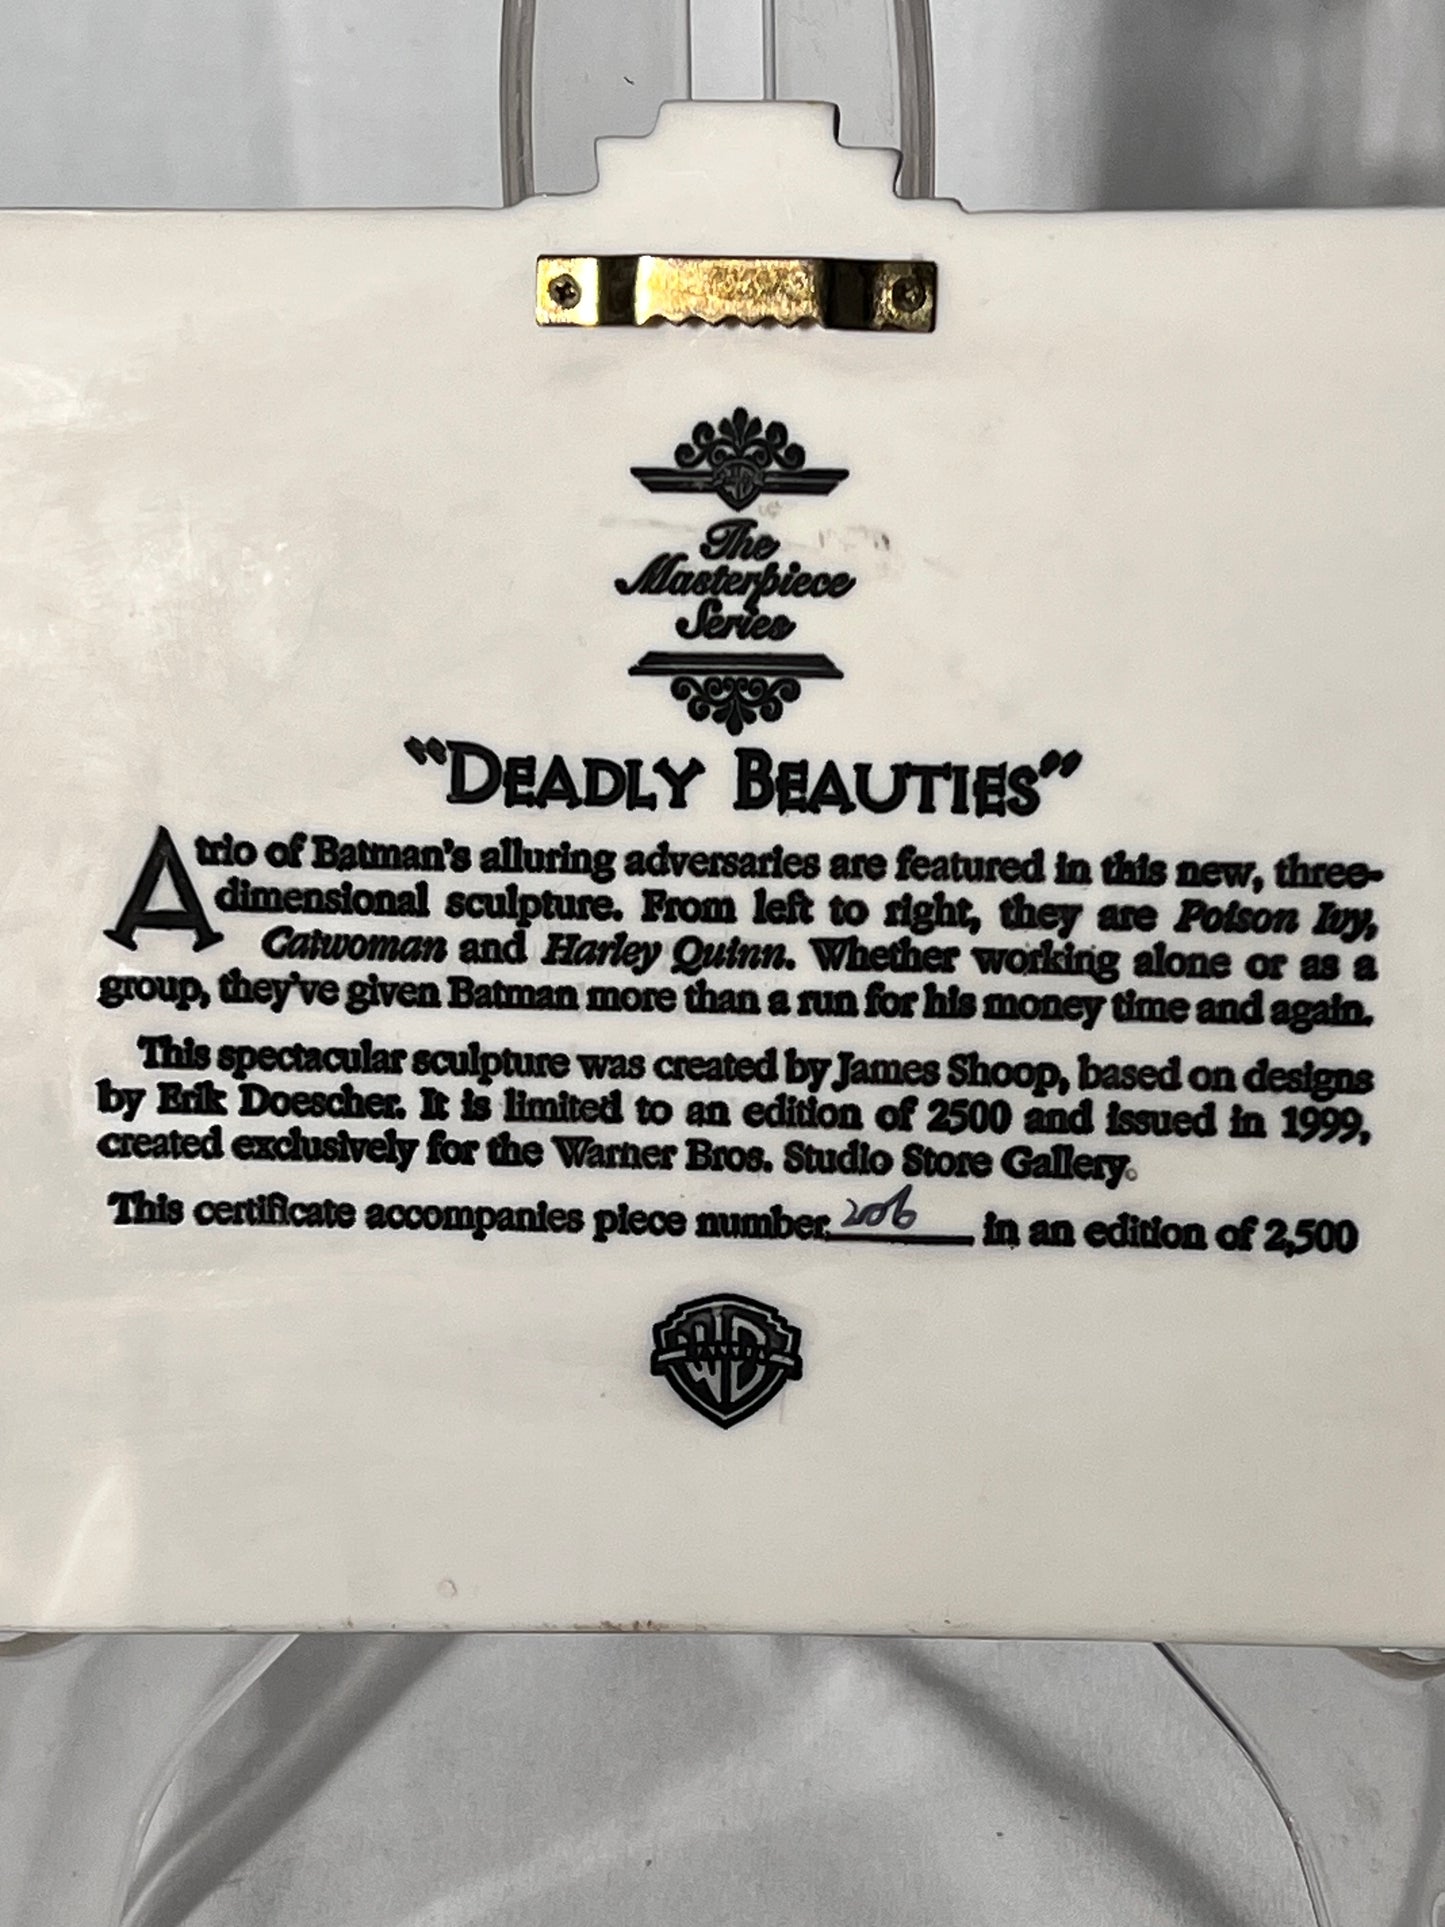 The
Masterpiece
Series
"DEADLY BEAUTIES"
A trio of Batman's alluring adversaries are featured in this new, three-
dimensional sculpture. From left to right, they are Poison Ivy,
Catwoman and Harley Quinn. Whether working alone or as a
group, they've given Batman more than a run for his money time and again.
This spectacular sculpture was created by James Shoop, based on designs
by Erik Doescher. It is limited to an edition of 2500 and issued in 1999,
created exclusively for the Warner Bros. Studio Store Gallery.
This certificate accompanies piece number 206 in an edition of 2,500
WB